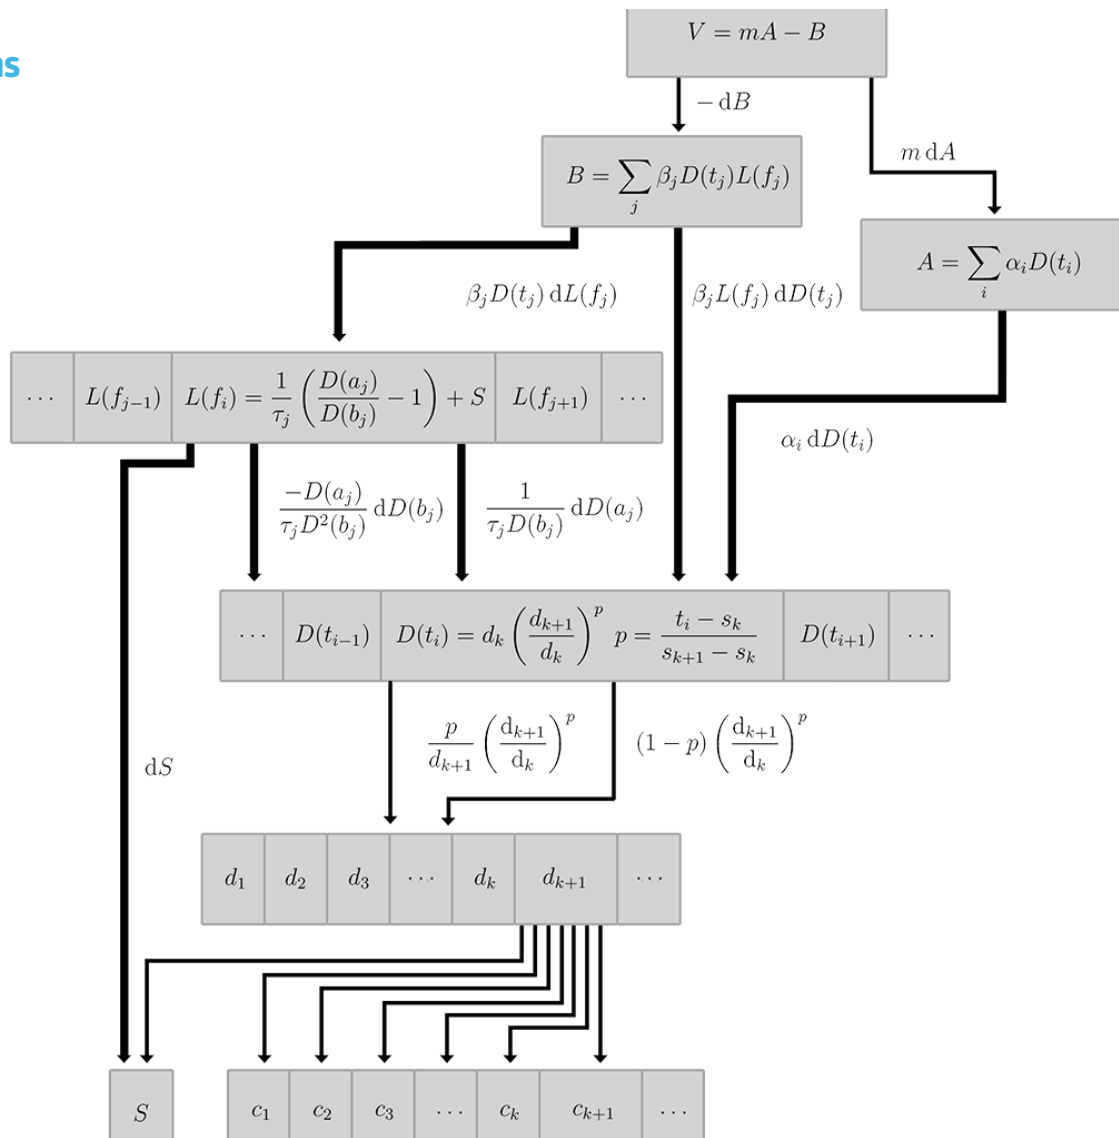 ns
V = mA − B
− dB
m dA
B = ∑_j β_j D(t_j)L(f_j)
A = ∑_i α_i D(t_i)
β_j D(t_j) dL(f_j)
β_j L(f_j) dD(t_j)
··· L(f_{j−1}) L(f_i) = 1/τ_j (D(a_j)/D(b_j) − 1) + S L(f_{j+1}) ···
α_i dD(t_i)
−D(a_j)/(τ_j D²(b_j)) dD(b_j)
1/(τ_j D(b_j)) dD(a_j)
··· D(t_{i−1}) D(t_i) = d_k (d_{k+1}/d_k)^p p = (t_i − s_k)/(s_{k+1} − s_k) D(t_{i+1}) ···
p/d_{k+1} (d_{k+1}/d_k)^p
(1 − p) (d_{k+1}/d_k)^p
dS
d_1 d_2 d_3 ··· d_k d_{k+1} ···
S
c_1 c_2 c_3 ··· c_k c_{k+1} ···